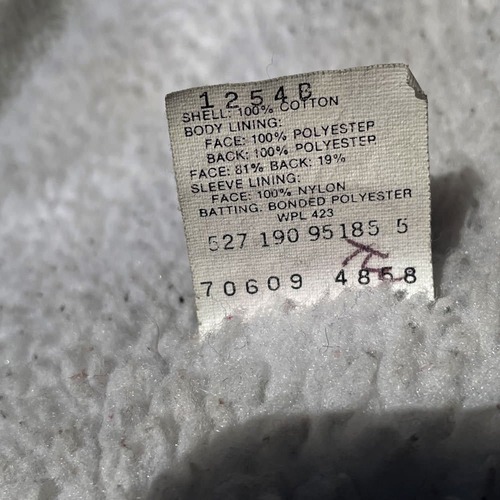 1254B
SHELL: 100% COTTON
BODY LINING:
FACE: 100% POLYESTER
BACK: 100% POLYESTER
FACE: 81% BACK: 19%
SLEEVE LINING:
FACE: 100% NYLON
BATTING. BONDED POLYESTER
WPL 423
527 190 95185 5
70609 4858